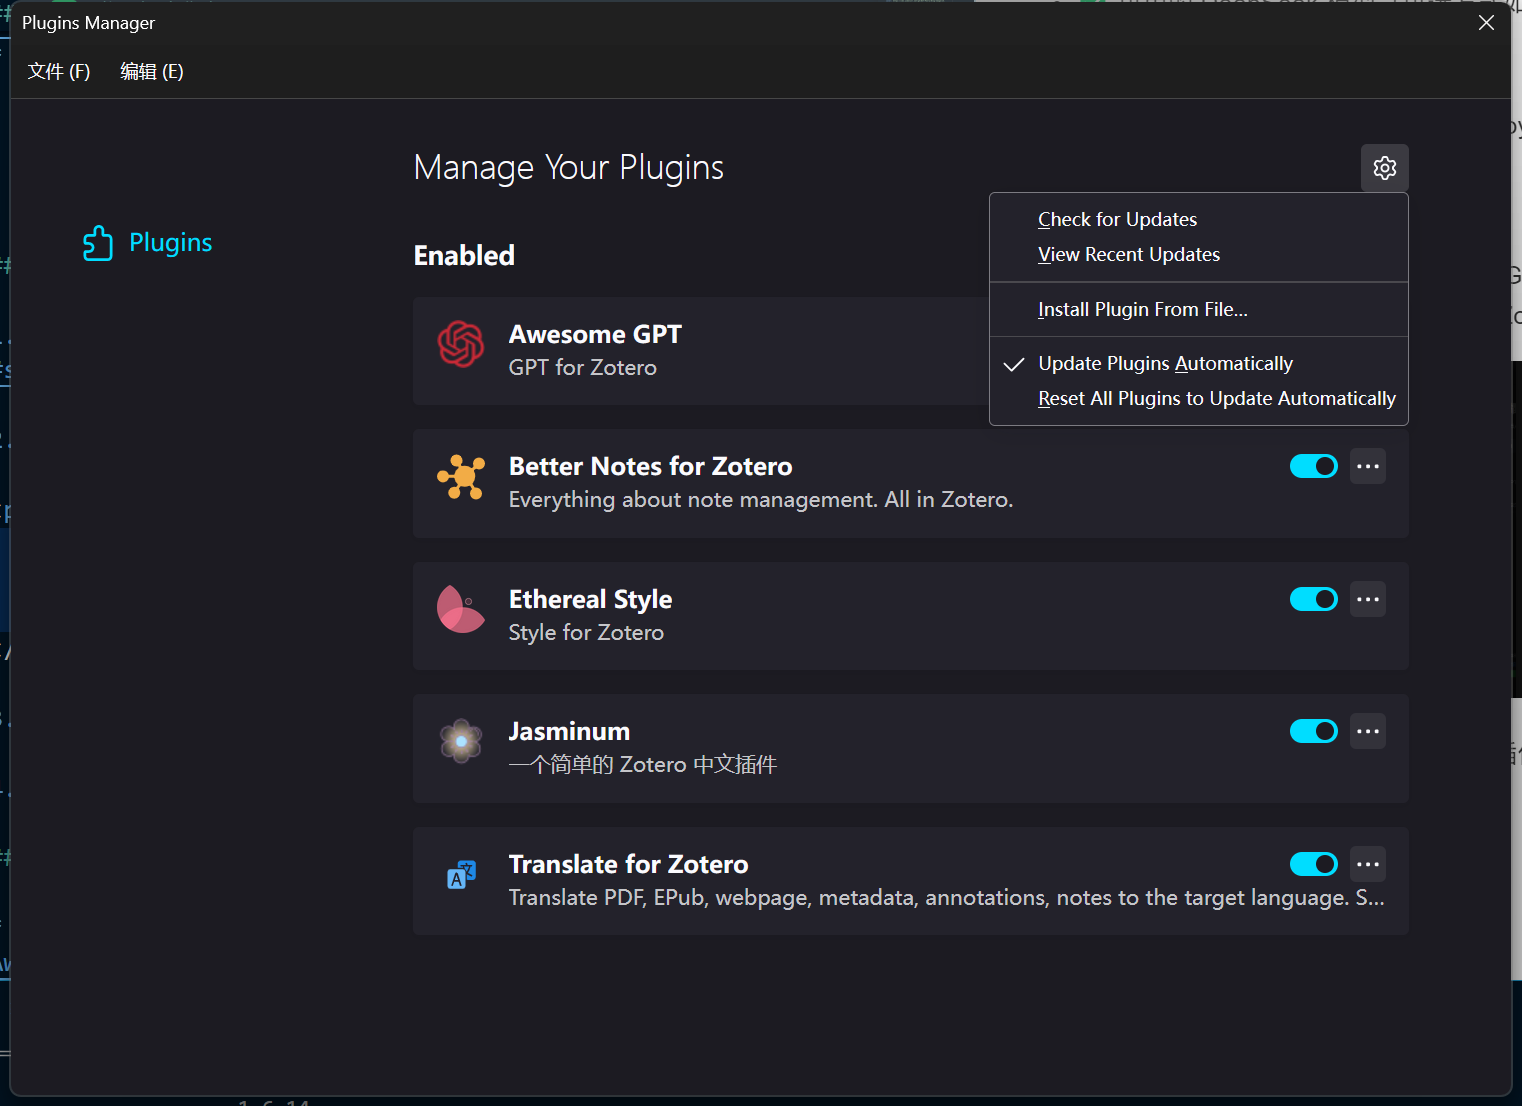 Plugins Manager
文件 (F) 编辑 (E)
Manage Your Plugins
Plugins
Check for Updates
View Recent Updates
Install Plugin From File...
Update Plugins Automatically
Reset All Plugins to Update Automatically
Enabled
Awesome GPT
GPT for Zotero
Better Notes for Zotero
Everything about note management. All in Zotero.
Ethereal Style
Style for Zotero
Jasminum
一个简单的 Zotero 中文插件
Translate for Zotero
Translate PDF, EPub, webpage, metadata, annotations, notes to the target language. S...